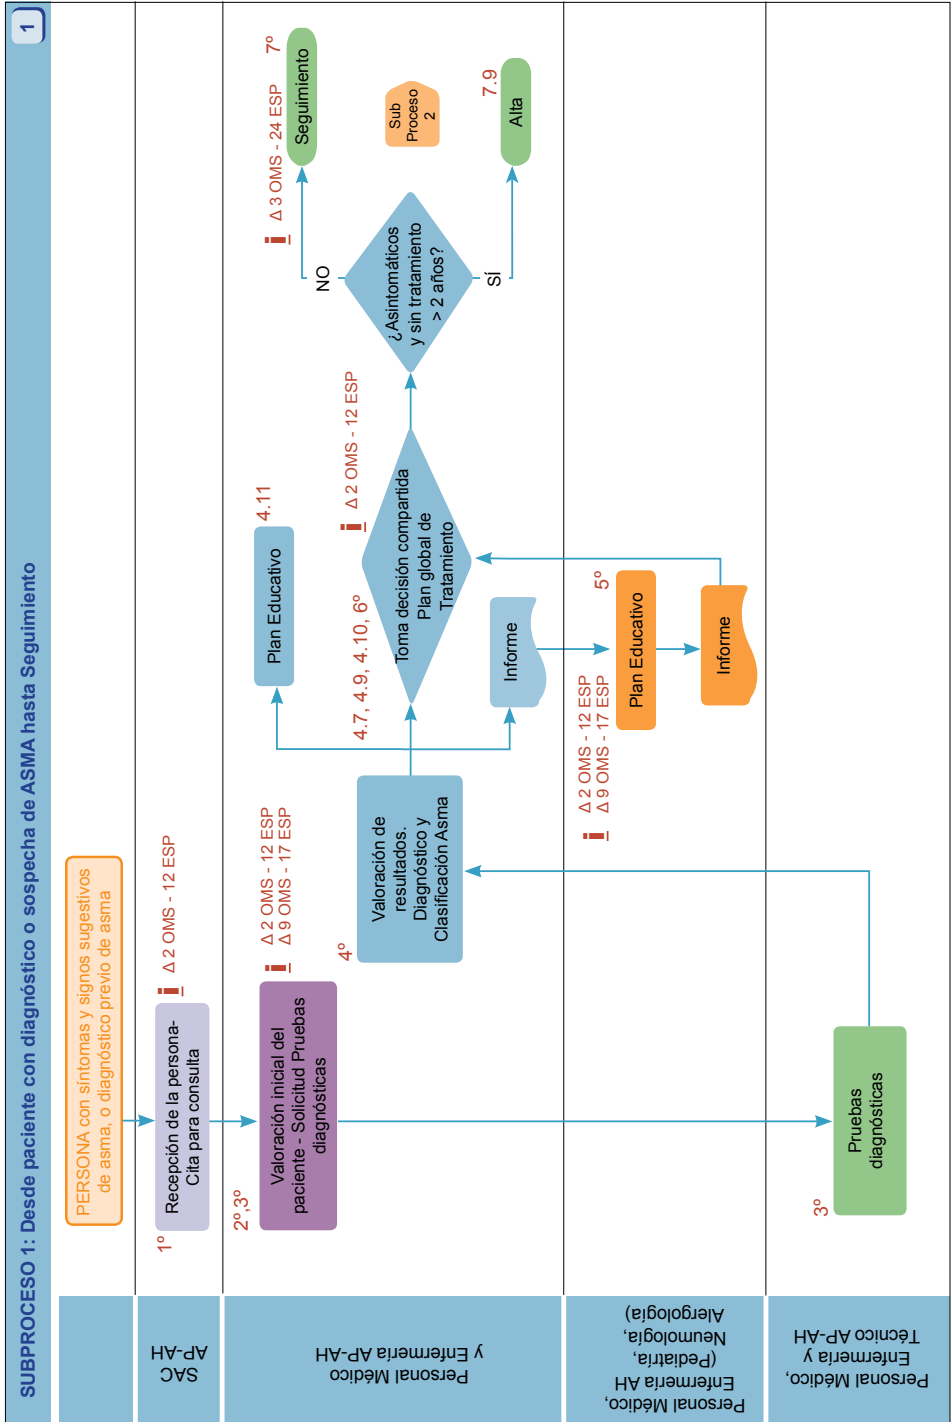 SUBPROCESO 1: Desde paciente con diagnóstico o sospecha de ASMA hasta Seguimiento
1
PERSONA con síntomas y signos sugestivos
de asma, o diagnóstico previo de asma
SAC
AP-AH
1º
Recepción de la persona-
Cita para consulta
i Δ 2 OMS - 12 ESP
Personal Médico
y Enfermería AP-AH
2º,3º
Valoración inicial del
paciente - Solicitud Pruebas
diagnósticas
i Δ 2 OMS - 12 ESP
Δ 9 OMS - 17 ESP
4º
Valoración de
resultados.
Diagnóstico y
Clasificación Asma
Plan Educativo
4.11
4.7, 4.9, 4.10, 6º
Toma decisión compartida
Plan global de
Tratamiento
i Δ 2 OMS - 12 ESP
Informe
¿Asintomáticos
y sin tratamiento
> 2 años?
NO
SÍ
i Δ 3 OMS - 24 ESP
Seguimiento
7º
Sub
Proceso
2
Alta
7.9
Personal Médico,
Enfermería AH
(Pediatría,
Neumología,
Alergología)
i Δ 2 OMS - 12 ESP
Δ 9 OMS - 17 ESP
Plan Educativo
5º
Informe
Personal Médico,
Enfermería y
Técnico AP-AH
3º
Pruebas
diagnósticas